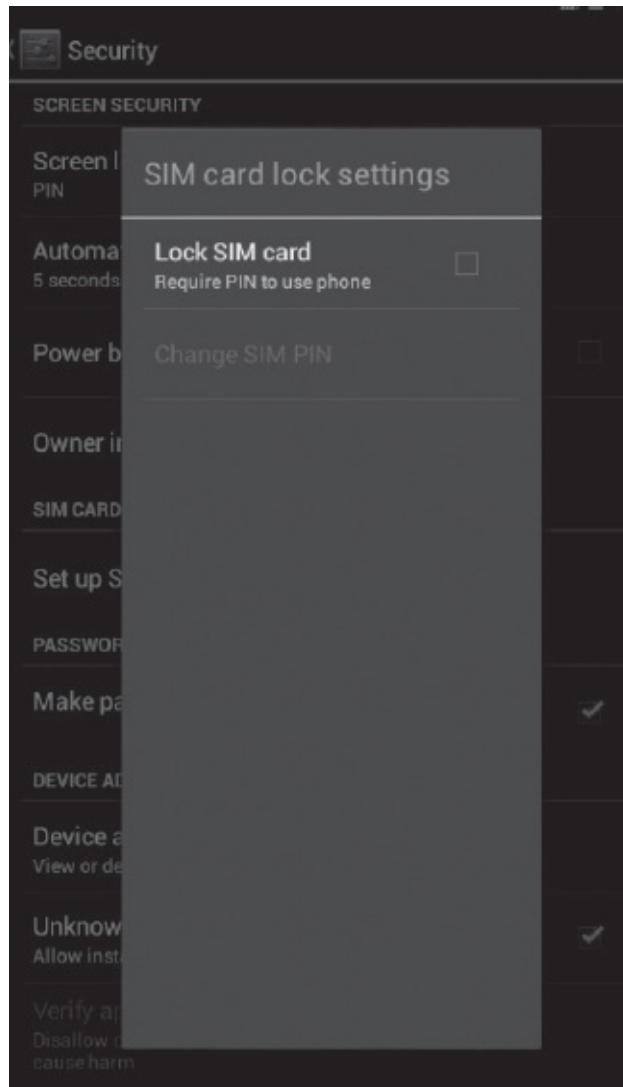 Security
SCREEN SECURITY
Screen l
PIN
SIM card lock settings
Automa
5 seconds
Lock SIM card
Require PIN to use phone
Power b
Change SIM PIN
Owner in
SIM CARD
Set up S
PASSWOR
Make pa
DEVICE AD
Device a
View or de
Unknow
Allow inst
Verify ap
Disallow
cause harm